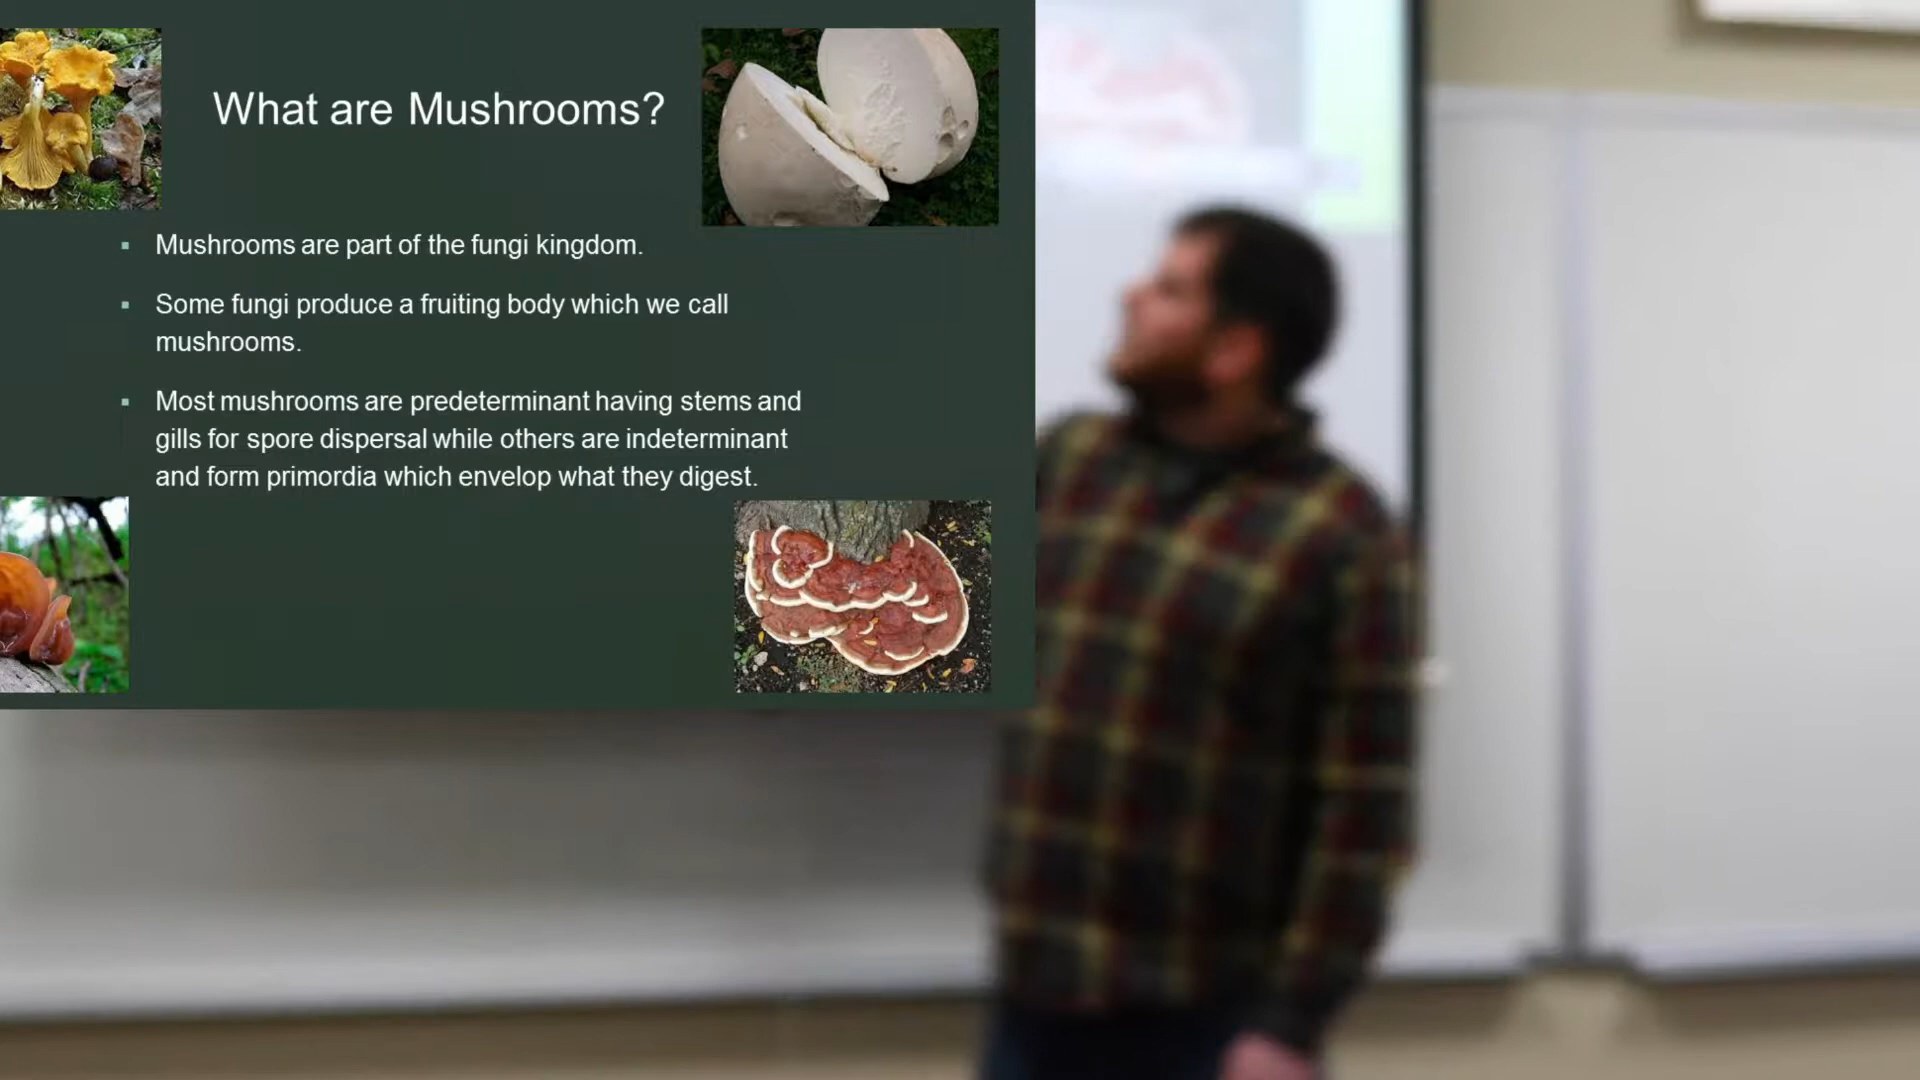 What are Mushrooms?
Mushrooms are part of the fungi kingdom.
Some fungi produce a fruiting body which we call
mushrooms.
Most mushrooms are predeterminant having stems and
gills for spore dispersal while others are indeterminant
and form primordia which envelop what they digest.